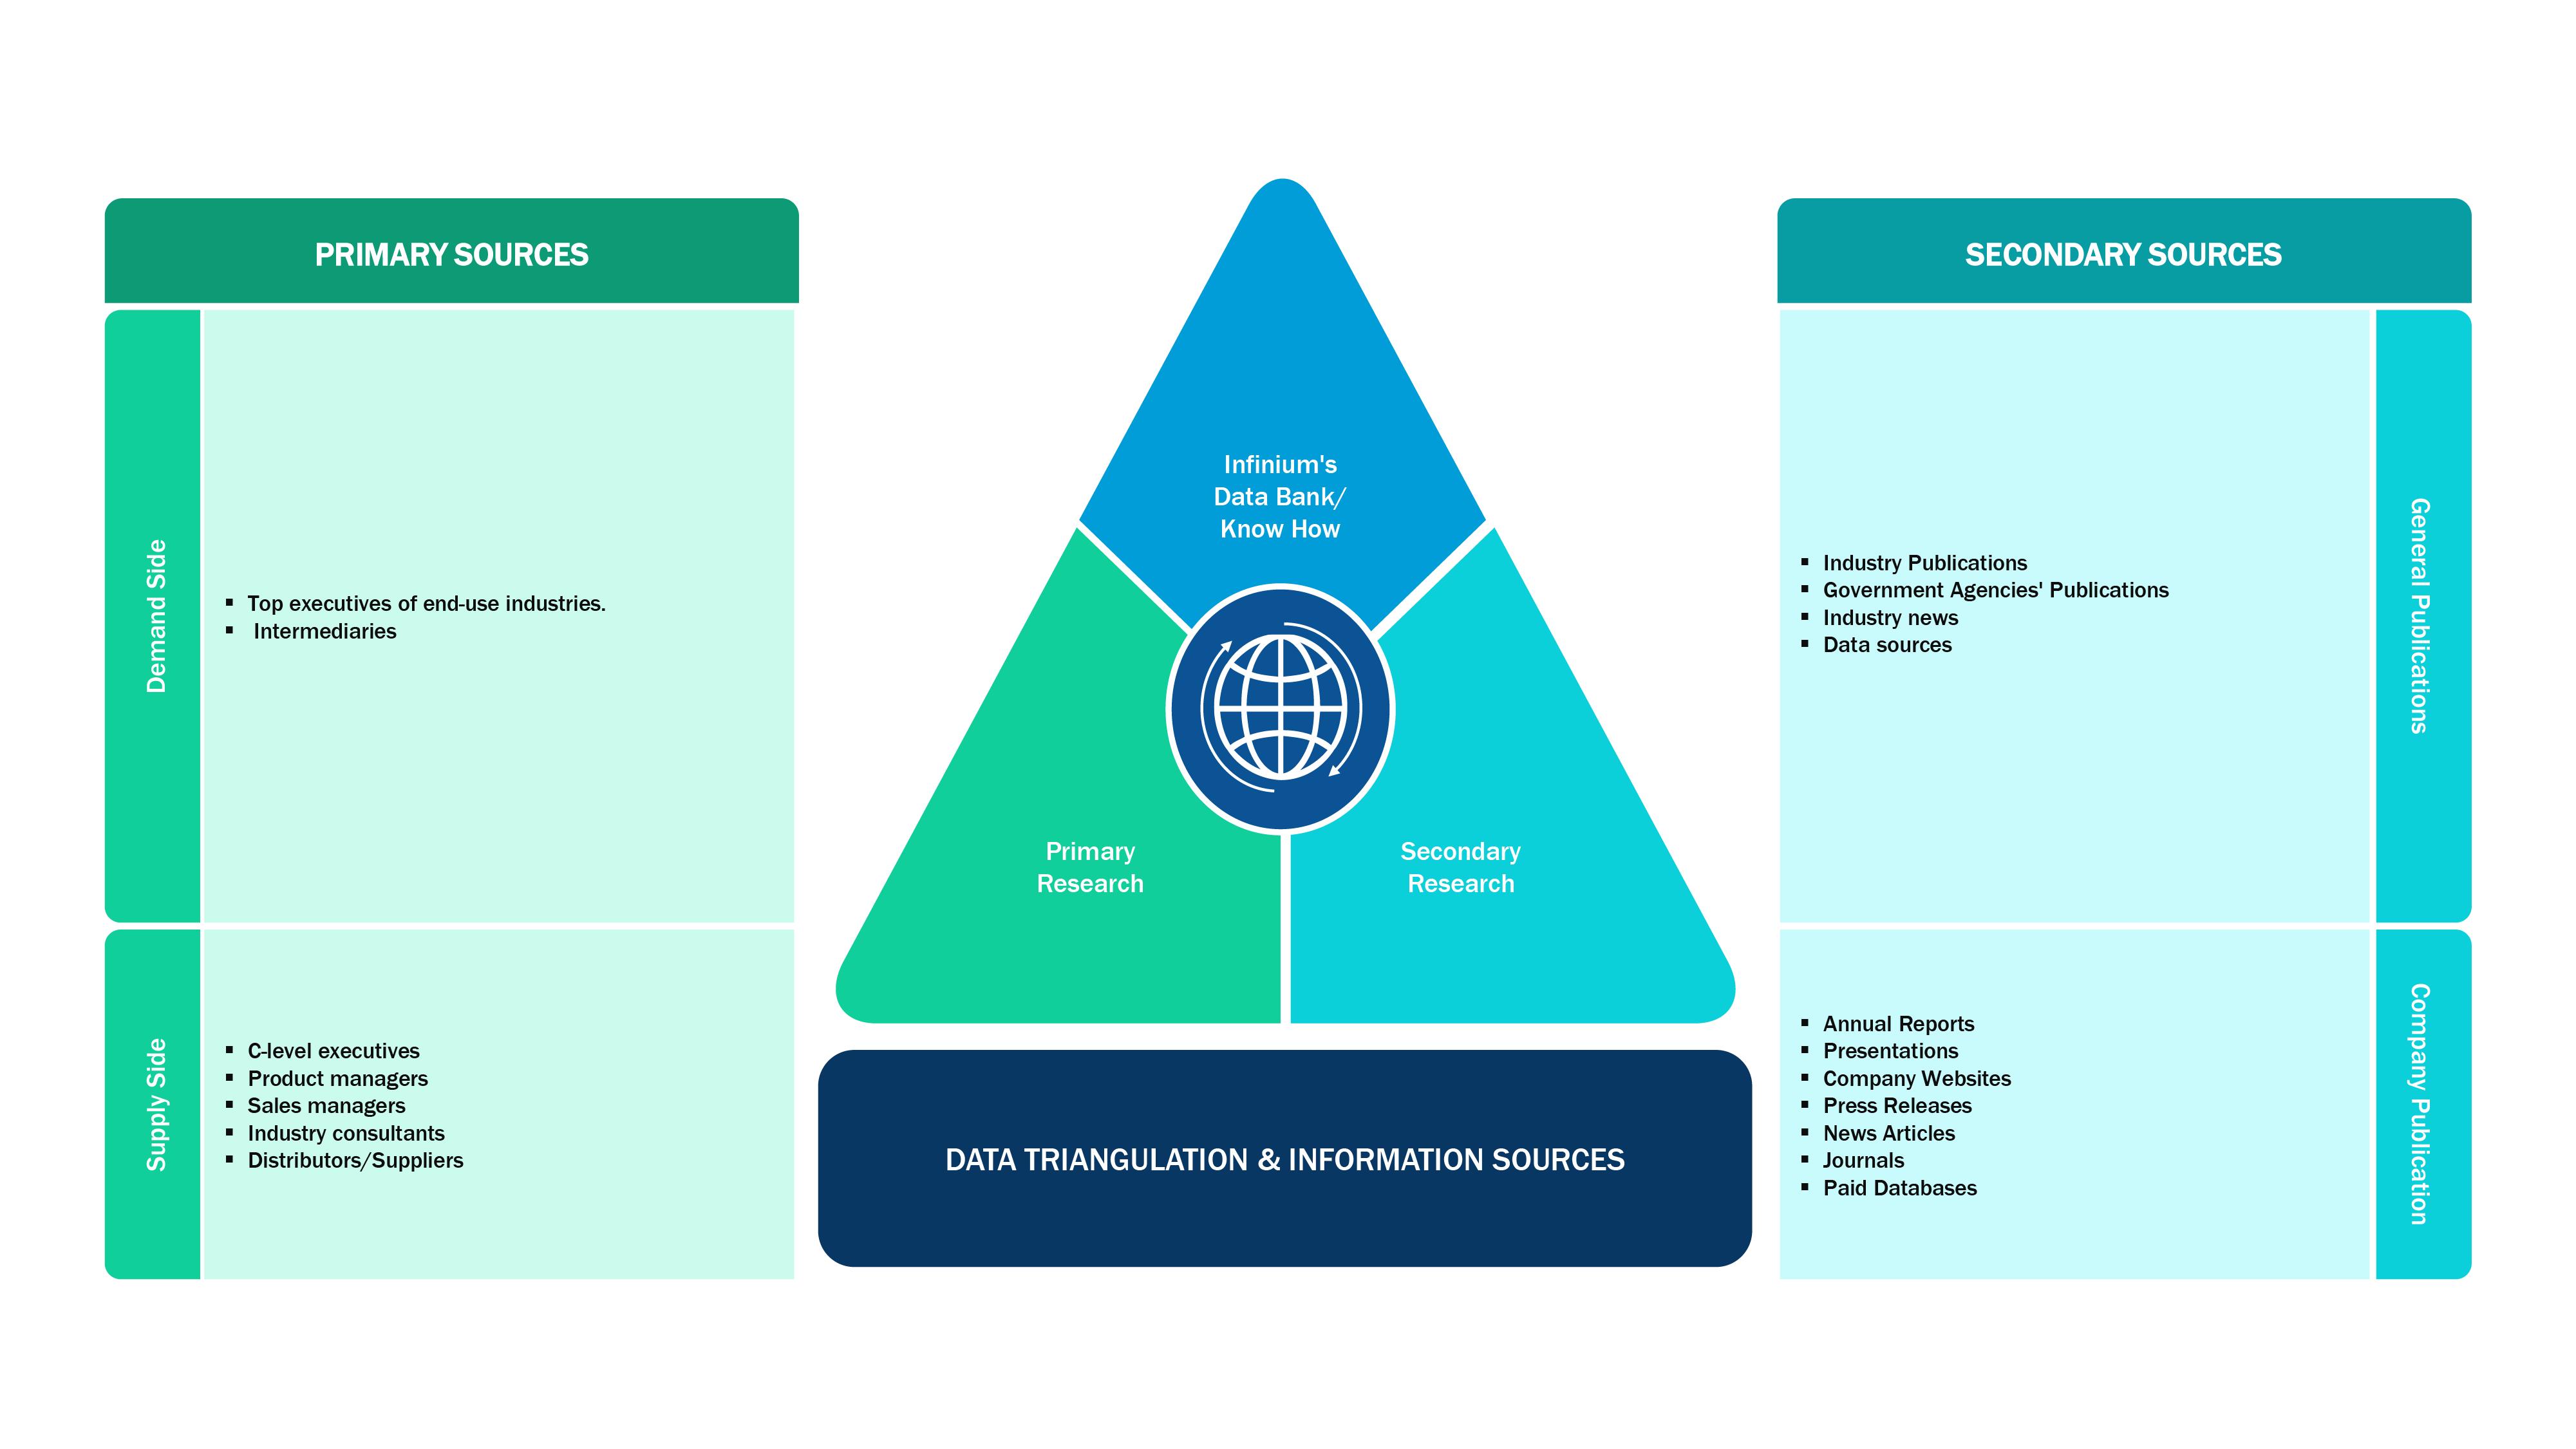 PRIMARY SOURCES
Demand Side
▪ Top executives of end-use industries.
▪ Intermediaries
Supply Side
▪ C-level executives
▪ Product managers
▪ Sales managers
▪ Industry consultants
▪ Distributors/Suppliers
Infinium's
Data Bank/
Know How
Primary
Research
Secondary
Research
DATA TRIANGULATION & INFORMATION SOURCES
SECONDARY SOURCES
▪ Industry Publications
▪ Government Agencies' Publications
▪ Industry news
▪ Data sources
General Publications
▪ Annual Reports
▪ Presentations
▪ Company Websites
▪ Press Releases
▪ News Articles
▪ Journals
▪ Paid Databases
Company Publication